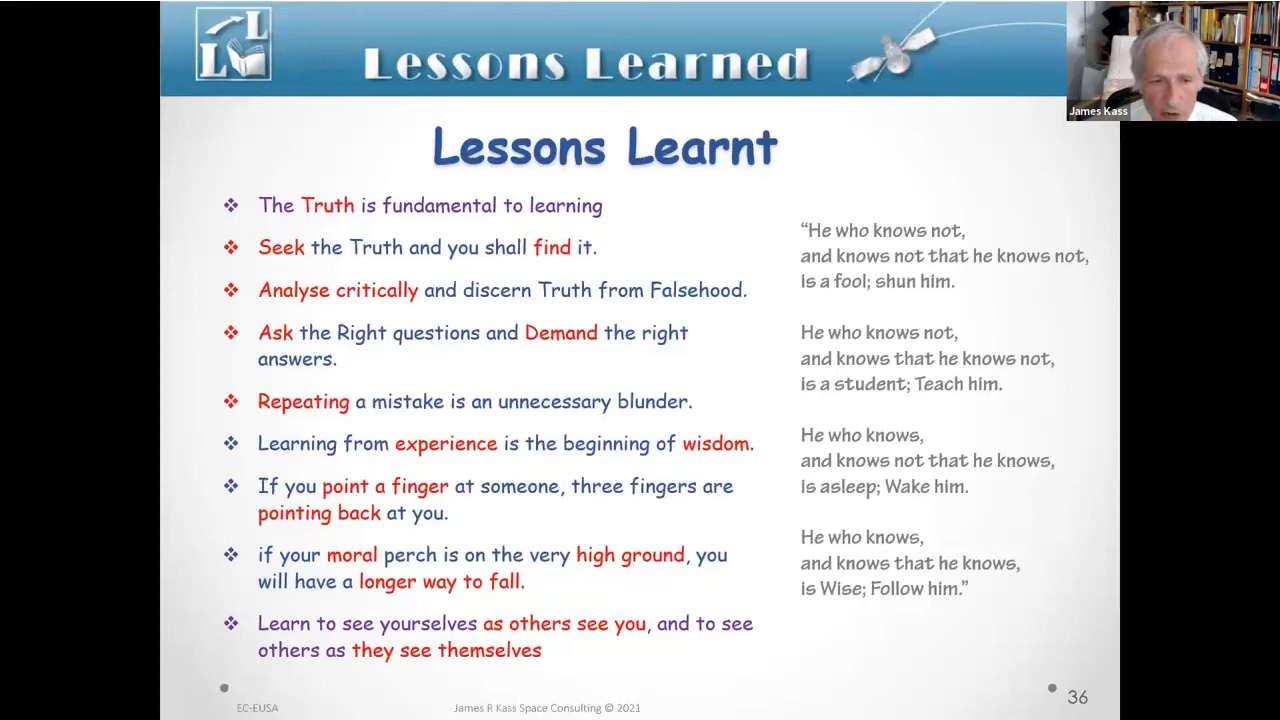 L
L
Lessons Learned
James Kass
Lessons Learnt
The Truth is fundamental to learning
Seek the Truth and you shall find it.
Analyse critically and discern Truth from Falsehood.
Ask the Right questions and Demand the right
answers.
Repeating a mistake is an unnecessary blunder.
Learning from experience is the beginning of wisdom.
If you point a finger at someone, three fingers are
pointing back at you.
if your moral perch is on the very high ground, you
will have a longer way to fall.
Learn to see yourselves as others see you, and to see
others as they see themselves
“He who knows not,
and knows not that he knows not,
is a fool; shun him.
He who knows not,
and knows that he knows not,
is a student; Teach him.
He who knows,
and knows not that he knows,
is asleep; Wake him.
He who knows,
and knows that he knows,
is Wise; Follow him.”
EC-EUSA
James R Kass Space Consulting © 2021
36